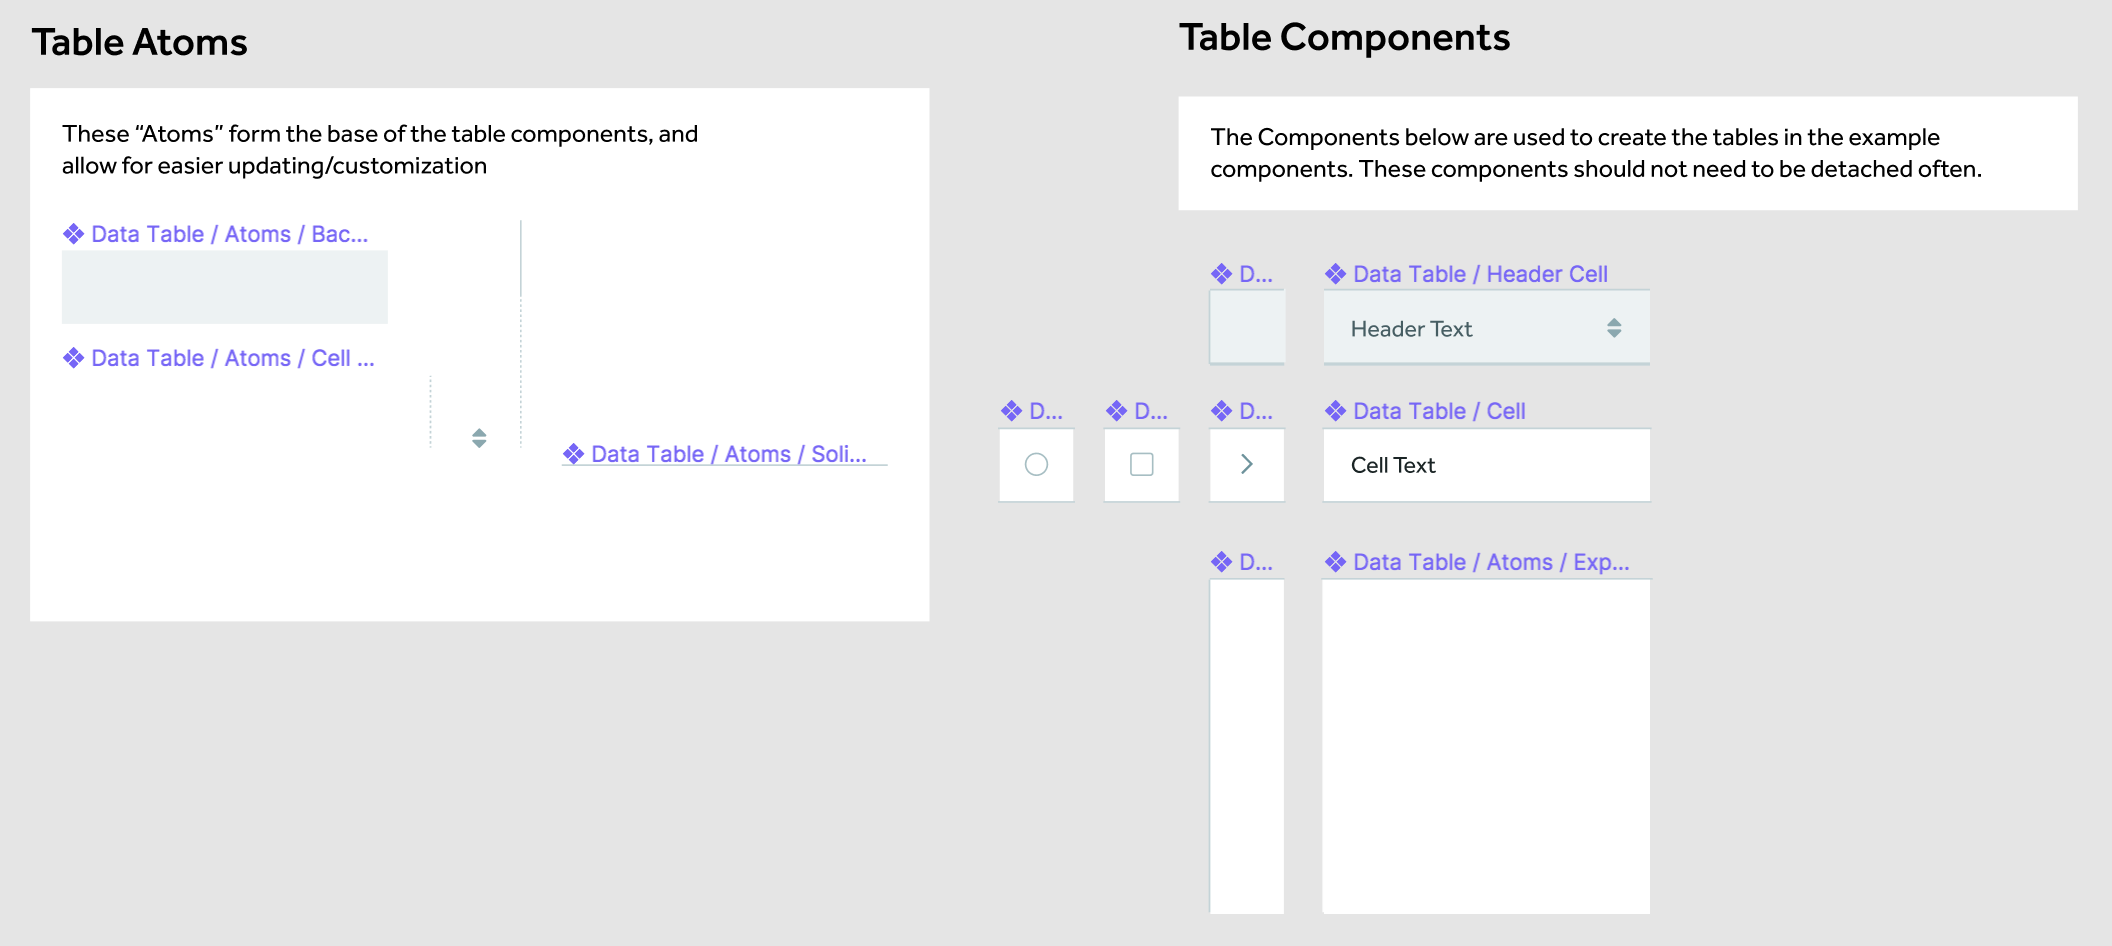 Table Atoms
These “Atoms” form the base of the table components, and
allow for easier updating/customization
Data Table / Atoms / Bac...
Data Table / Atoms / Cell ...
Data Table / Atoms / Soli...
Table Components
The Components below are used to create the tables in the example
components. These components should not need to be detached often.
D...
Data Table / Header Cell
Header Text
D...
D...
D...
Data Table / Cell
Cell Text
D...
Data Table / Atoms / Exp...